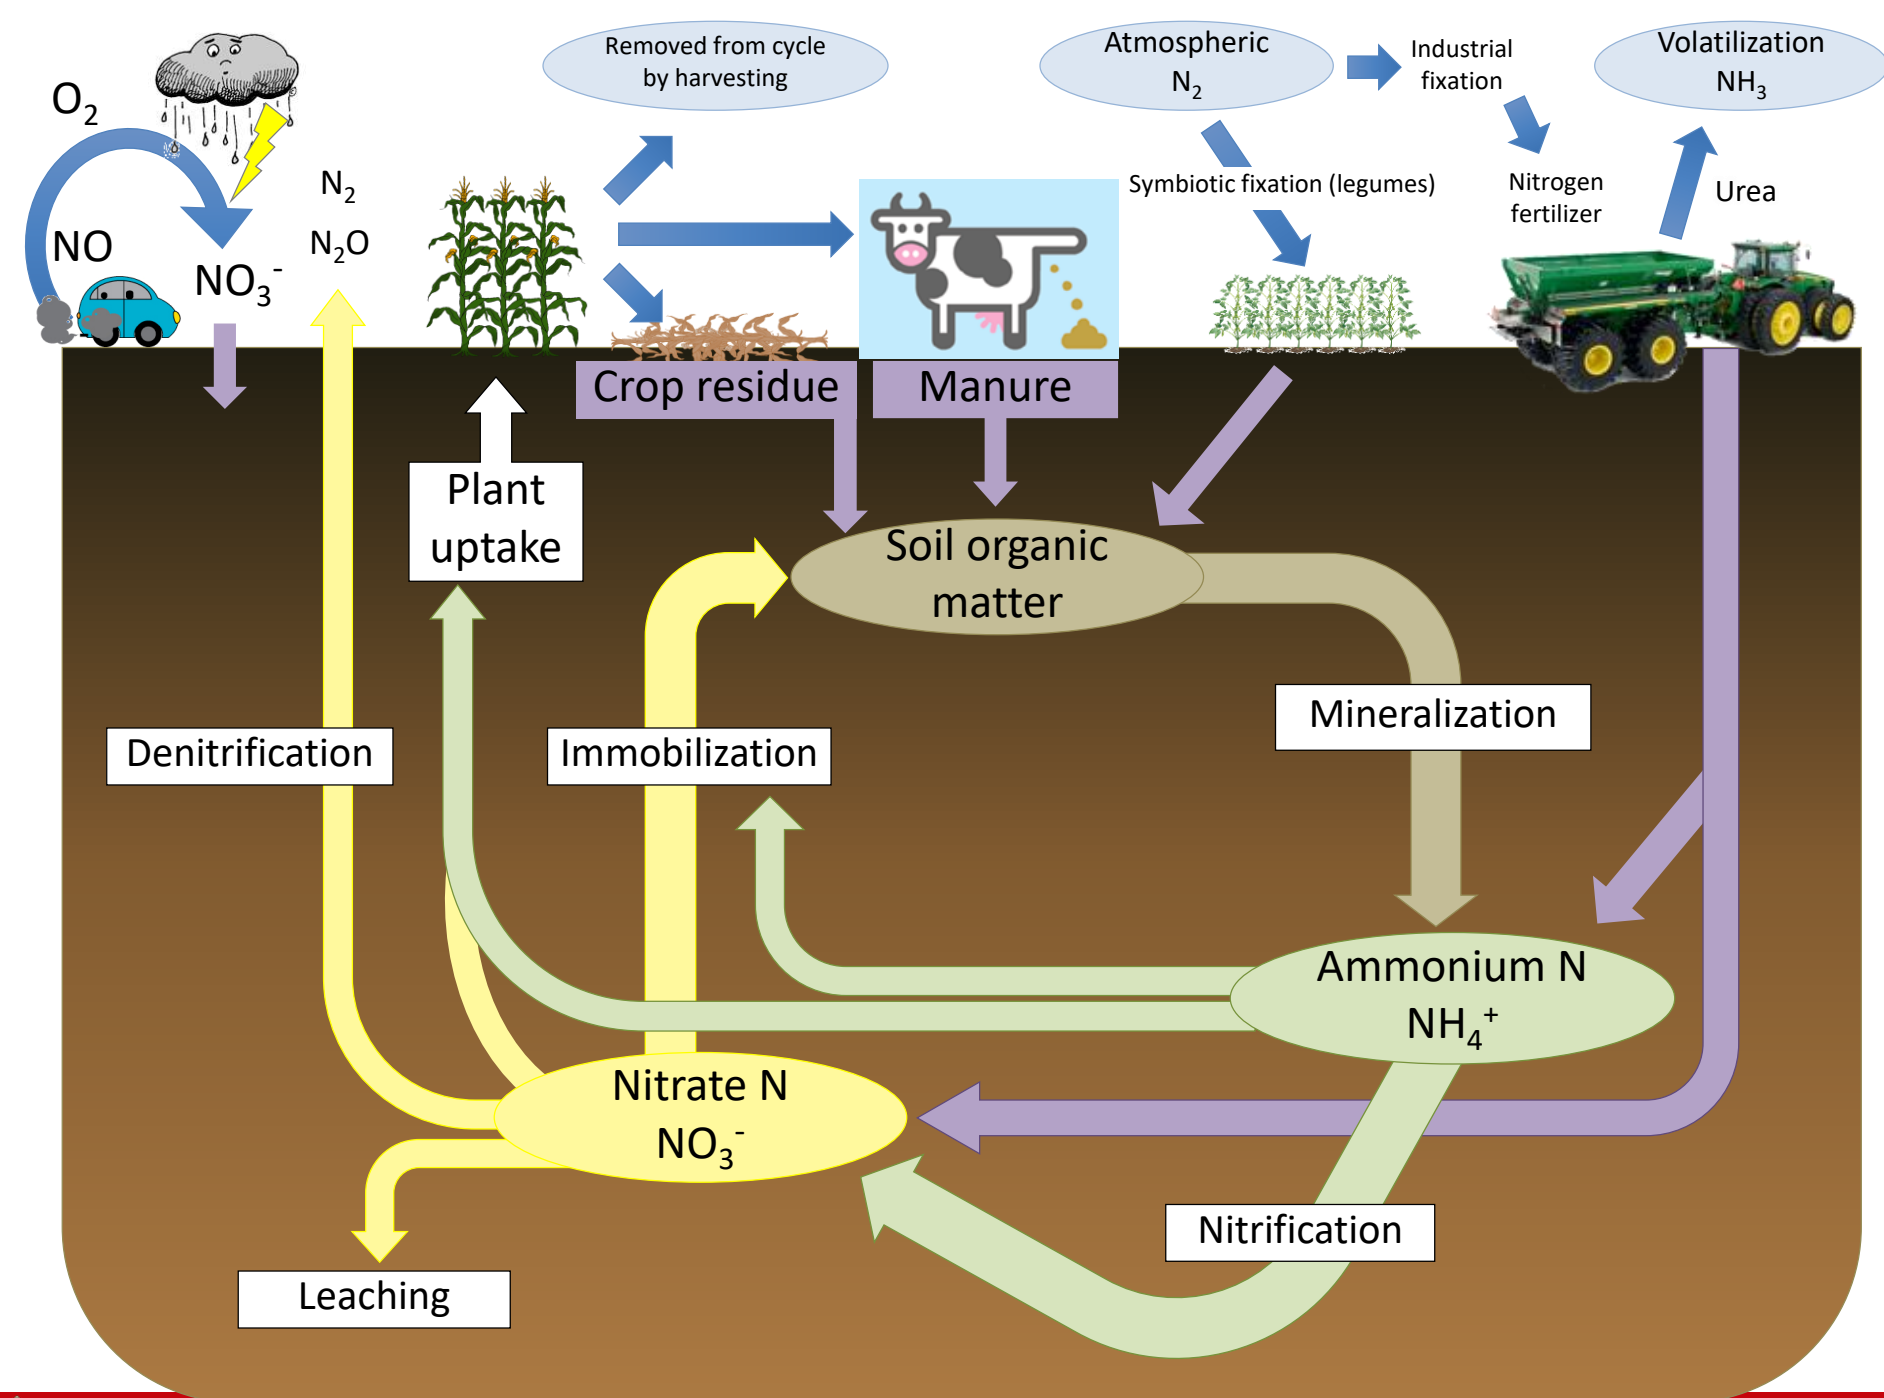 Removed from cycle
by harvesting
Atmospheric
N₂
Industrial
fixation
Volatilization
NH₃
O₂
N₂
N₂O
NO
NO₃⁻
Symbiotic fixation (legumes)
Nitrogen
fertilizer
Urea
Crop residue
Manure
Plant
uptake
Soil organic
matter
Mineralization
Denitrification
Immobilization
Ammonium N
NH₄⁺
Nitrate N
NO₃⁻
Nitrification
Leaching